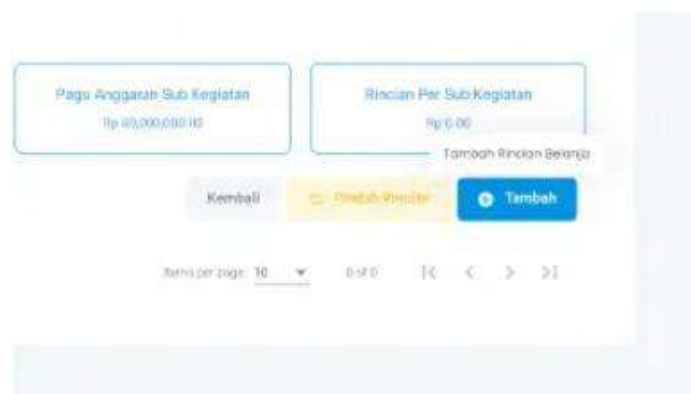 Pagu Anggaran Sub Kegiatan
Rincian Per Sub Kegiatan
Rp
Rp 0.00
Tambah Rincian Belanja
Kembali
Tambah
Items per page: 10
0 of 0